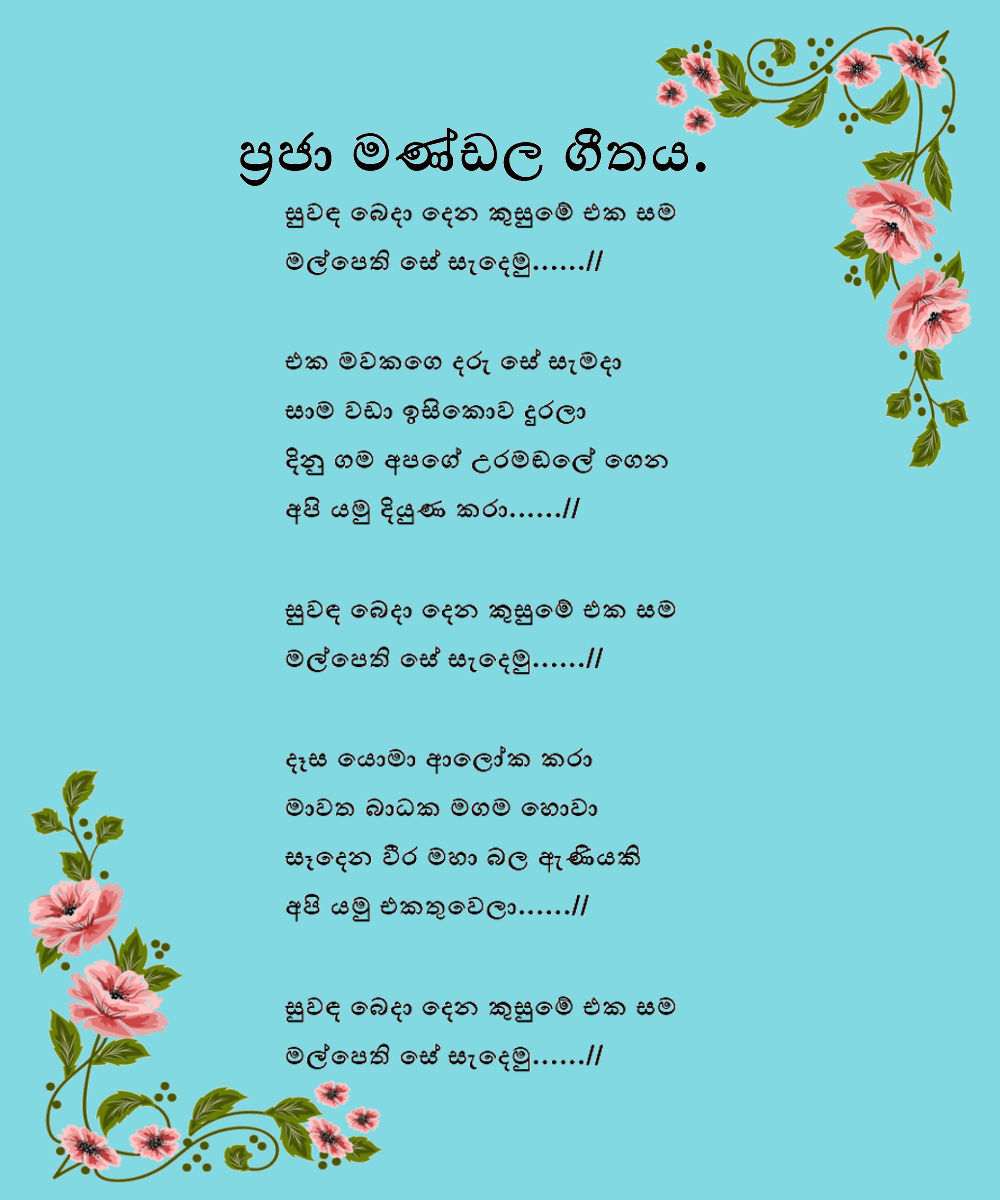 ප්‍රජා මණ්ඩල ගීතය.
සුවඳ බෙදා දෙන කුසුමේ එක සම
මල්පෙති සේ සැදෙමු......//
එක මවකගෙ දරු සේ සැමදා
සාම වඩා ඉසිකොව දුරලා
දිනු ගම අපගේ උරමඬලේ ගෙන
අපි යමු දියුණ කරා......//
සුවඳ බෙදා දෙන කුසුමේ එක සම
මල්පෙති සේ සැදෙමු......//
දෑස යොමා ආලෝක කරා
මාවත බාධක මගම හොවා
සෑදෙන වීර මහා බල ඇණියකි
අපි යමු එකතුවෙලා......//
සුවඳ බෙදා දෙන කුසුමේ එක සම
මල්පෙති සේ සැදෙමු......//